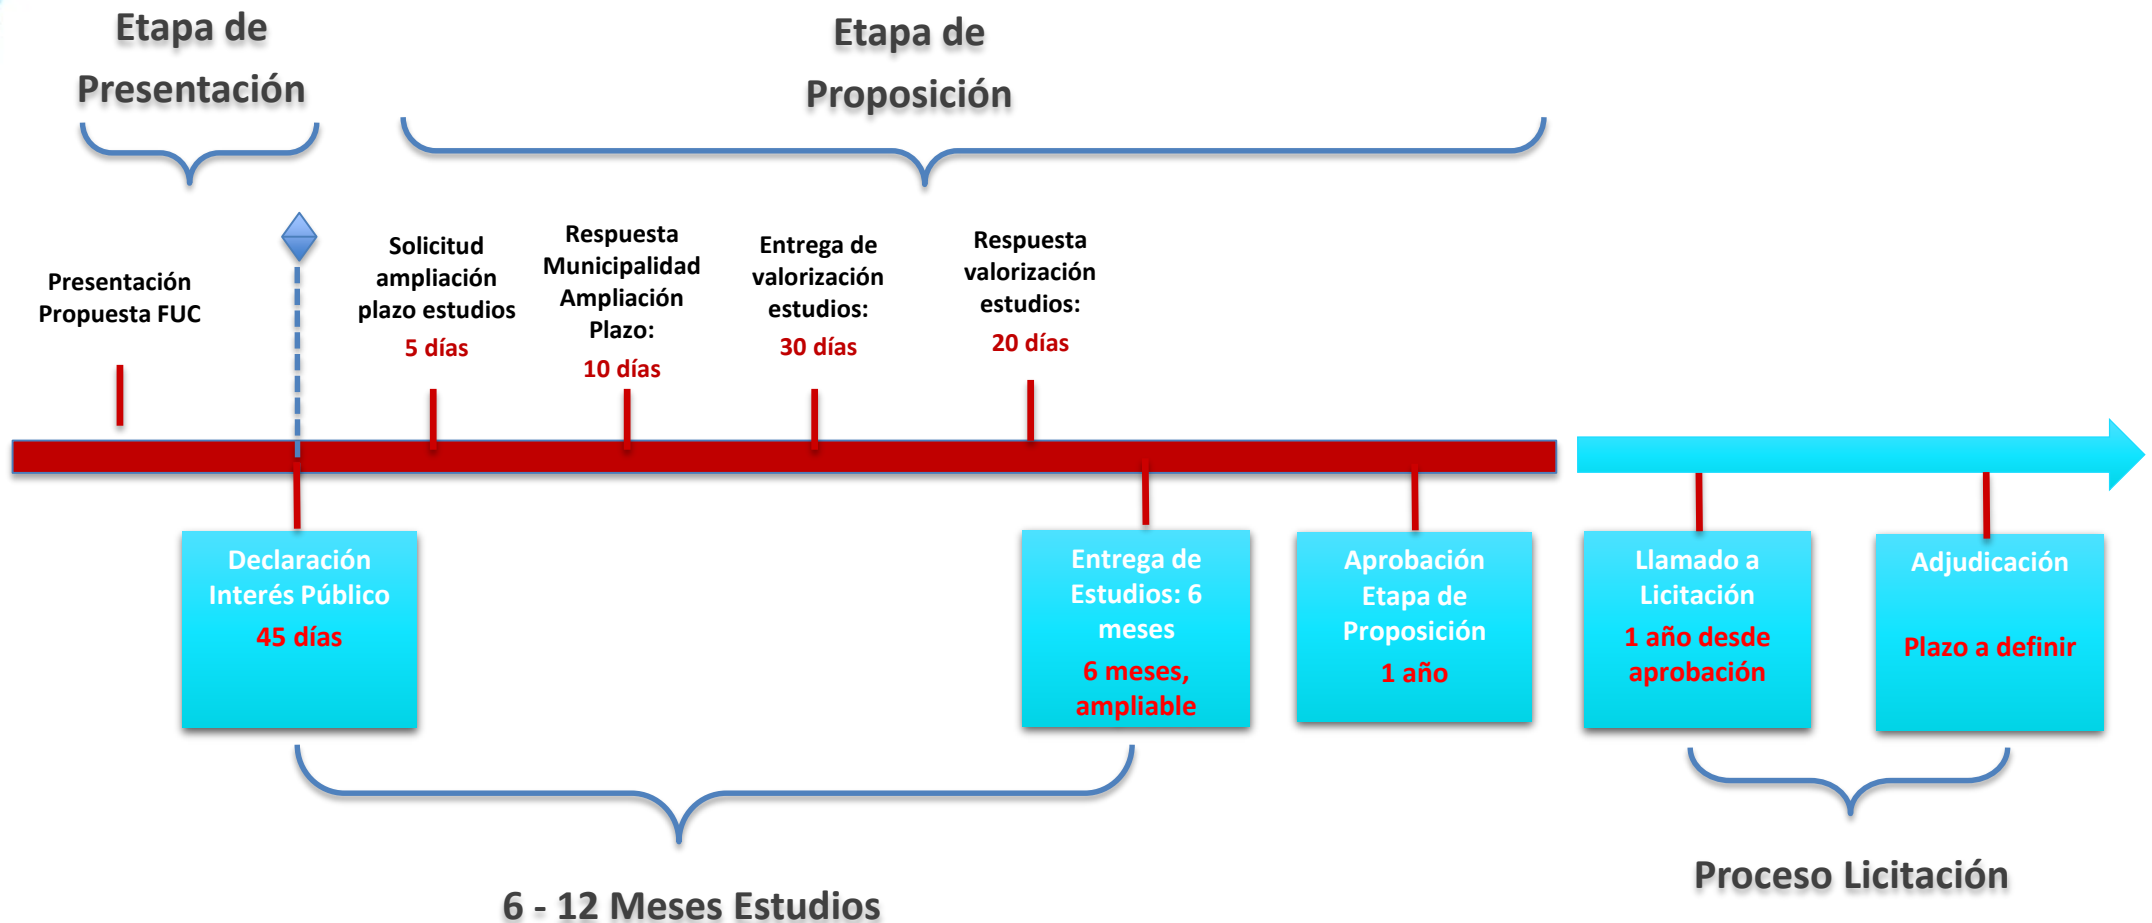 Etapa de
Presentación
Etapa de
Proposición
Presentación
Propuesta FUC
Solicitud
ampliación
plazo estudios
5 días
Respuesta
Municipalidad
Ampliación
Plazo:
10 días
Entrega de
valorización
estudios:
30 días
Respuesta
valorización
estudios:
20 días
Declaración
Interés Público
45 días
Entrega de
Estudios: 6
meses
6 meses,
ampliable
Aprobación
Etapa de
Proposición
1 año
Llamado a
Licitación
1 año desde
aprobación
Adjudicación
Plazo a definir
6 - 12 Meses Estudios
Proceso Licitación